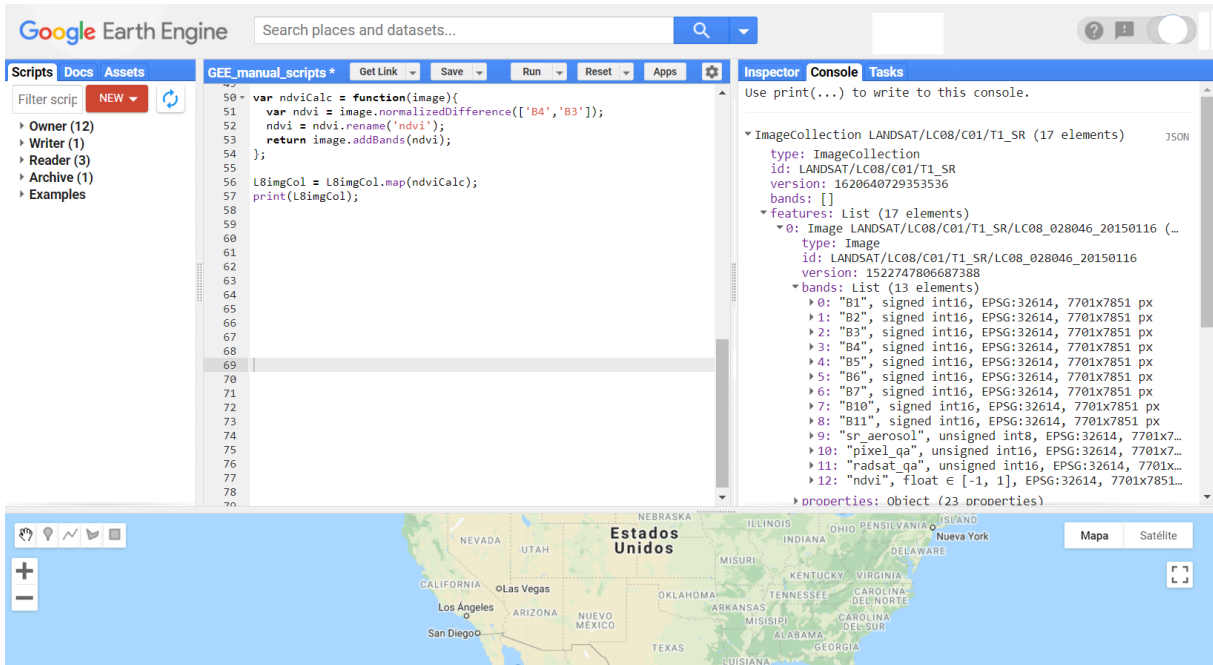 Google Earth Engine
Search places and datasets...
Scripts Docs Assets
Filter scrip
NEW
Owner (12)
Writer (1)
Reader (3)
Archive (1)
Examples
GEE_manual_scripts * Get Link Save Run Reset Apps
50 var ndviCalc = function(image){
51 var ndvi = image.normalizedDifference(['B4','B3']);
52 ndvi = ndvi.rename('ndvi');
53 return image.addBands(ndvi);
54 };
55
56 L8imgCol = L8imgCol.map(ndviCalc);
57 print(L8imgCol);
58
59
60
61
62
63
64
65
66
67
68
69
70
71
72
73
74
75
76
77
78
Inspector Console Tasks
Use print(...) to write to this console.
ImageCollection LANDSAT/LC08/C01/T1_SR (17 elements) JSON
type: ImageCollection
id: LANDSAT/LC08/C01/T1_SR
version: 1620640729353536
bands: []
features: List (17 elements)
0: Image LANDSAT/LC08/C01/T1_SR/LC08_028046_20150116 (…
type: Image
id: LANDSAT/LC08/C01/T1_SR/LC08_028046_20150116
version: 1522747806687388
bands: List (13 elements)
0: "B1", signed int16, EPSG:32614, 7701x7851 px
1: "B2", signed int16, EPSG:32614, 7701x7851 px
2: "B3", signed int16, EPSG:32614, 7701x7851 px
3: "B4", signed int16, EPSG:32614, 7701x7851 px
4: "B5", signed int16, EPSG:32614, 7701x7851 px
5: "B6", signed int16, EPSG:32614, 7701x7851 px
6: "B7", signed int16, EPSG:32614, 7701x7851 px
7: "B10", signed int16, EPSG:32614, 7701x7851 px
8: "B11", signed int16, EPSG:32614, 7701x7851 px
9: "sr_aerosol", unsigned int8, EPSG:32614, 7701x7…
10: "pixel_qa", unsigned int16, EPSG:32614, 7701x7…
11: "radsat_qa", unsigned int16, EPSG:32614, 7701x…
12: "ndvi", float ∈ [-1, 1], EPSG:32614, 7701x7851…
properties: Object (23 properties)
Mapa Satélite
NEBRASKA
ILLINOIS
OHIO
PENSILVANIA
ISLAND
NEVADA
UTAH
Estados
Unidos
INDIANA
Nueva York
DELAWARE
MISURI
CALIFORNIA
Las Vegas
KENTUCKY
VIRGINIA
OKLAHOMA
TENNESSEE
CAROLINA
DEL NORTE
Los Ángeles
ARIZONA
NUEVO
MÉXICO
ARKANSAS
MISISIPI
CAROLINA
DEL SUR
San Diego
ALABAMA
TEXAS
GEORGIA
LUISIANA